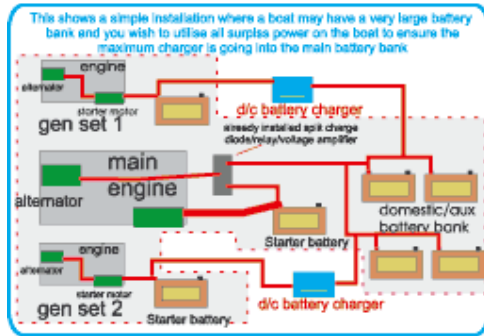 This shows a simple installation where a boat may have a very large battery
bank and you wish to utilise all surplss power on the boat to ensure the
maximum charger is going into the main battery bank
engine
alternator
starter motor
gen set 1
d/c battery charger
already installed split charge
diode/relay/voltage amplifier
main
engine
alternator
Starter battery
domestic/aux
battery bank
engine
alternator
starter motor
gen set 2
Starter battery.
d/c battery charger